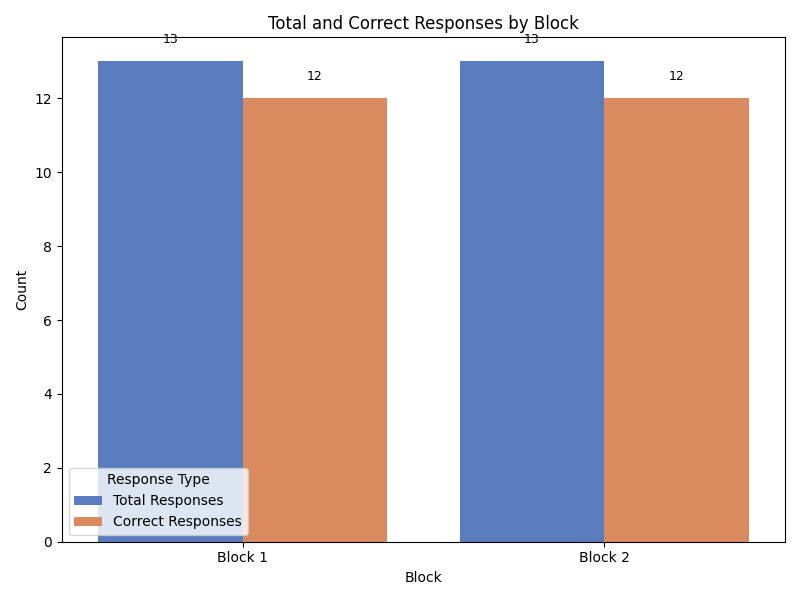 Total and Correct Responses by Block
13
12
13
12
12
10
8
6
4
2
0
Count
Response Type
Total Responses
Correct Responses
Block 1
Block 2
Block